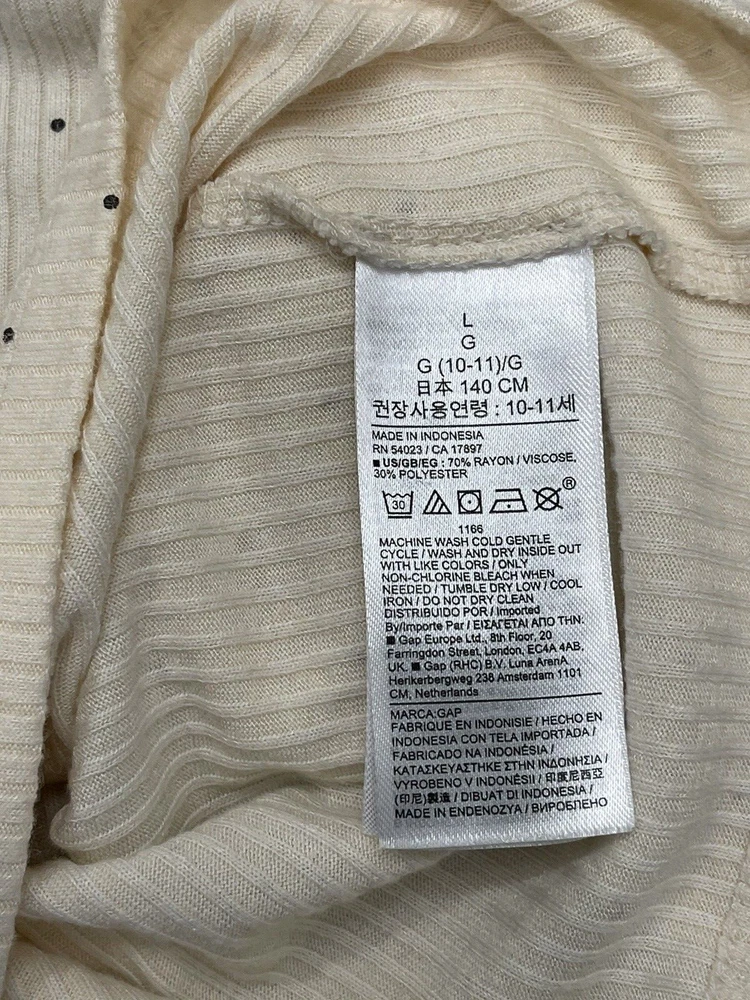 L
G
G (10-11)/G
日本 140 CM
권장사용연령 : 10-11세
MADE IN INDONESIA
RN 54023 / CA 17897
■ US/GB/EG : 70% RAYON / VISCOSE,
30% POLYESTER
30
®
1166
MACHINE WASH COLD GENTLE
CYCLE / WASH AND DRY INSIDE OUT
WITH LIKE COLORS / ONLY
NON-CHLORINE BLEACH WHEN
NEEDED / TUMBLE DRY LOW / COOL
IRON / DO NOT DRY CLEAN
DISTRIBUIDO POR / Imported
By/Importe Par / ΕΙΣΑΓΕΤΑΙ ΑΠΟ ΤΗΝ:
■ Gap Europe Ltd., 8th Floor, 20
Farringdon Street, London, EC4A 4AB,
UK. ■ Gap (RHC) B.V. Luna ArenA
Herikerbergweg 238 Amsterdam 1101
CM, Netherlands
MARCA:GAP
FABRIQUE EN INDONISIE / HECHO EN
INDONESIA CON TELA IMPORTADA /
FABRICADO NA INDONÉSIA /
ΚΑΤΑΣΚΕΥΑΣΤΗΚΕ ΣΤΗΝ ΙΝΔΟΝΗΣΙΑ /
VYROBENO V INDONÉSII / 印度尼西亞
(印尼)製造 / DIBUAT DI INDONESIA /
MADE IN ENDENOZYA / ВИРОБЛЕНО